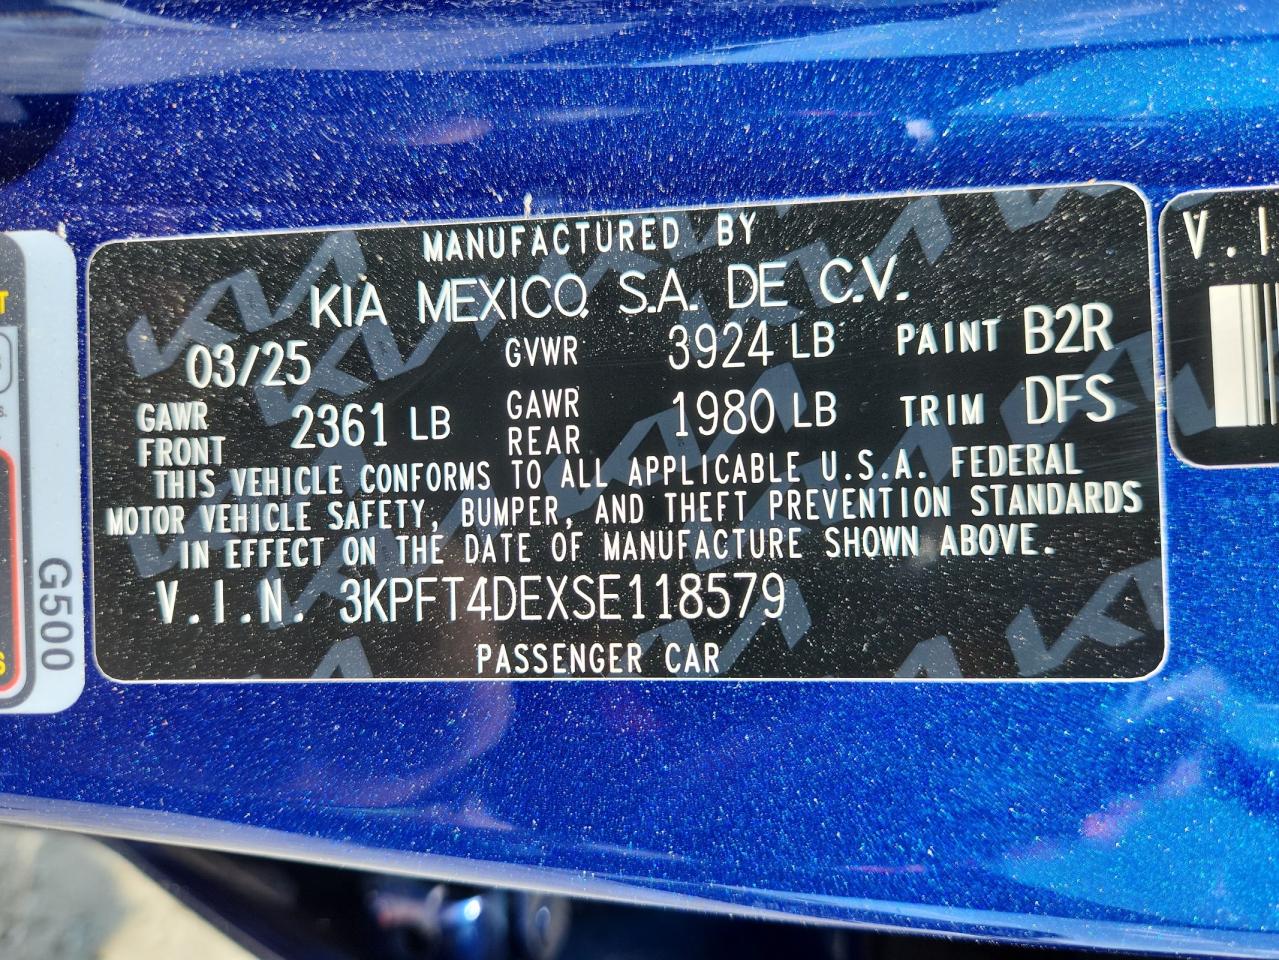 MANUFACTURED BY
KIA MEXICO, S.A. DE C.V.
03/25 GVWR 3924 LB PAINT B2R
GAWR FRONT 2361 LB GAWR REAR 1980 LB TRIM DFS
THIS VEHICLE CONFORMS TO ALL APPLICABLE U.S.A. FEDERAL
MOTOR VEHICLE SAFETY, BUMPER, AND THEFT PREVENTION STANDARDS
IN EFFECT ON THE DATE OF MANUFACTURE SHOWN ABOVE.
V.I.N. 3KPFT4DEXSE118579
PASSENGER CAR
G500
V.I